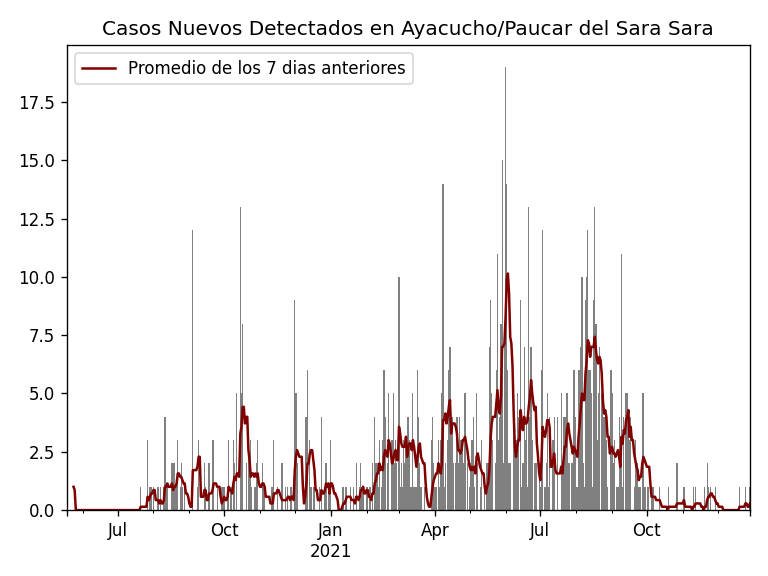 Casos Nuevos Detectados en Ayacucho/Paucar del Sara Sara
Promedio de los 7 dias anteriores
17.5
15.0
12.5
10.0
7.5
5.0
2.5
0.0
Jul
Oct
Jan
2021
Apr
Jul
Oct